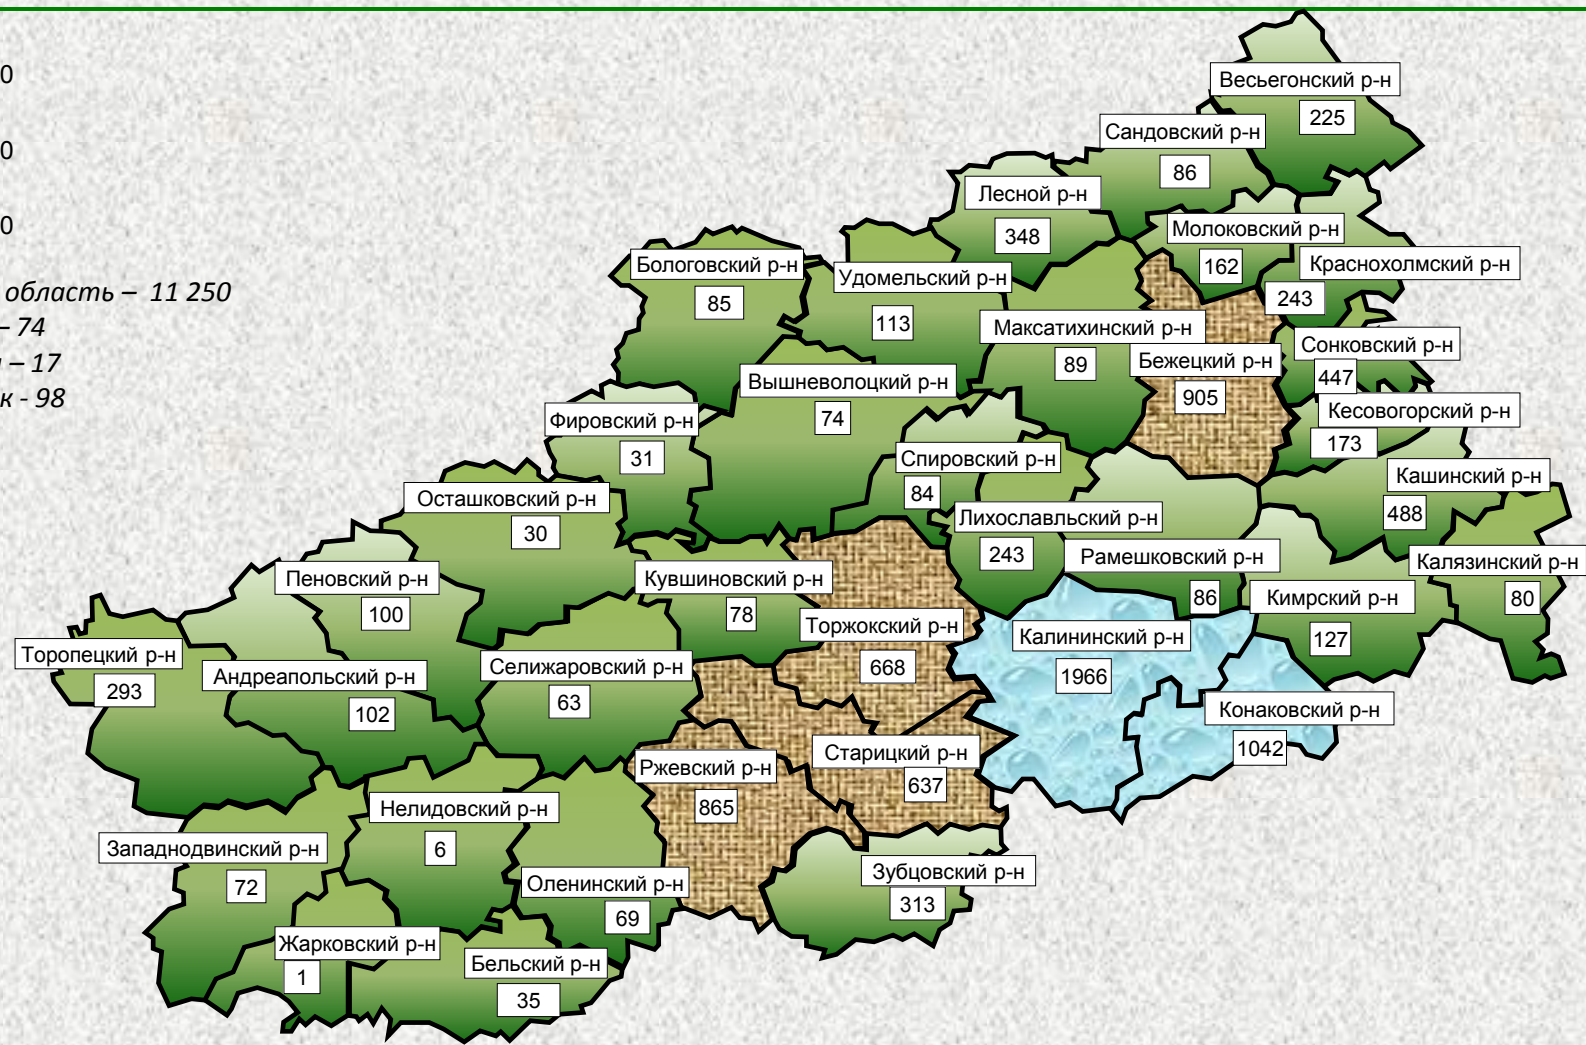 0
0
0
область – 11 250
– 74
– 17
к - 98
Весьегонский р-н
225
Сандовский р-н
86
Лесной р-н
348
Молоковский р-н
162
Краснохолмский р-н
243
Бологовский р-н
85
Удомельский р-н
113
Максатихинский р-н
89
Бежецкий р-н
905
Сонковский р-н
447
Вышневолоцкий р-н
74
Кесовогорский р-н
173
Фировский р-н
31
Спировский р-н
84
Кашинский р-н
488
Осташковский р-н
30
Лихославльский р-н
243
Рамешковский р-н
86
Калязинский р-н
80
Пеновский р-н
100
Кувшиновский р-н
78
Кимрский р-н
127
Торжокский р-н
668
Калининский р-н
1966
Торопецкий р-н
293
Андреапольский р-н
102
Селижаровский р-н
63
Конаковский р-н
1042
Старицкий р-н
637
Ржевский р-н
865
Нелидовский р-н
6
Западнодвинский р-н
72
Оленинский р-н
69
Зубцовский р-н
313
Жарковский р-н
1
Бельский р-н
35